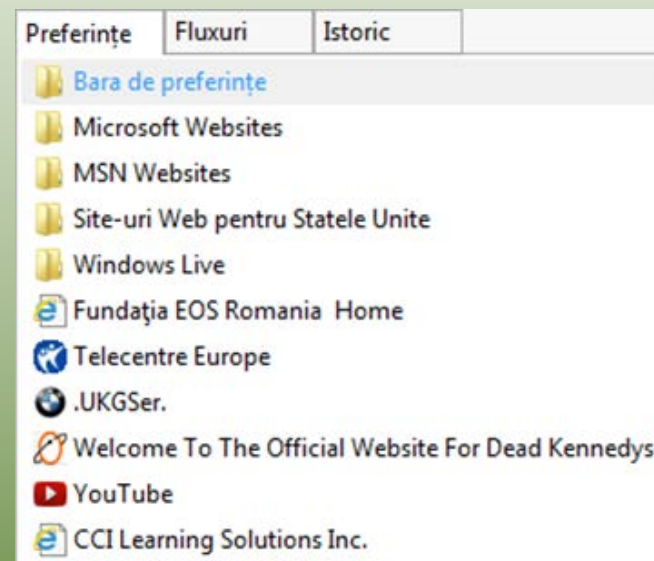 Preferințe Fluxuri Istoric
Bara de preferințe
Microsoft Websites
MSN Websites
Site-uri Web pentru Statele Unite
Windows Live
Fundaţia EOS Romania Home
Telecentre Europe
.UKGSer.
Welcome To The Official Website For Dead Kennedys
YouTube
CCI Learning Solutions Inc.